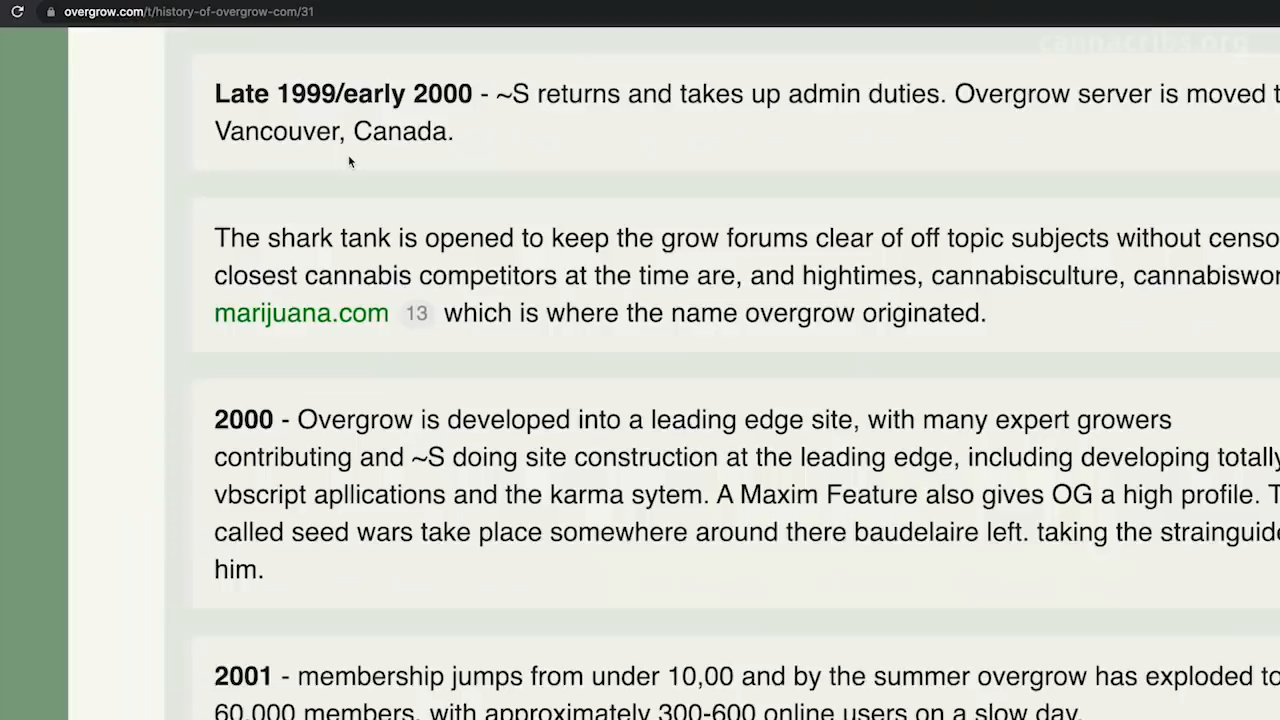 overgrow.com/t/history-of-overgrow-com/31
cannacribs.org
Late 1999/early 2000 - ~S returns and takes up admin duties. Overgrow server is moved
Vancouver, Canada.
The shark tank is opened to keep the grow forums clear of off topic subjects without
closest cannabis competitors at the time are, and hightimes, cannabisculture,
marijuana.com 13 which is where the name overgrow originated.
2000 - Overgrow is developed into a leading edge site, with many expert growers
contributing and ~S doing site construction at the leading edge, including developing totally
vbscript apllications and the karma sytem. A Maxim Feature also gives OG a high profile.
called seed wars take place somewhere around there baudelaire left. taking the
him.
2001 - membership jumps from under 10,00 and by the summer overgrow has exploded to
60,000 members, with approximately 300-600 online users on a slow day.